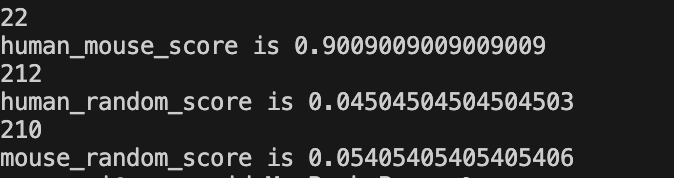 22
human_mouse_score is 0.9009009009009009
212
human_random_score is 0.04504504504504503
210
mouse_random_score is 0.05405405405405406